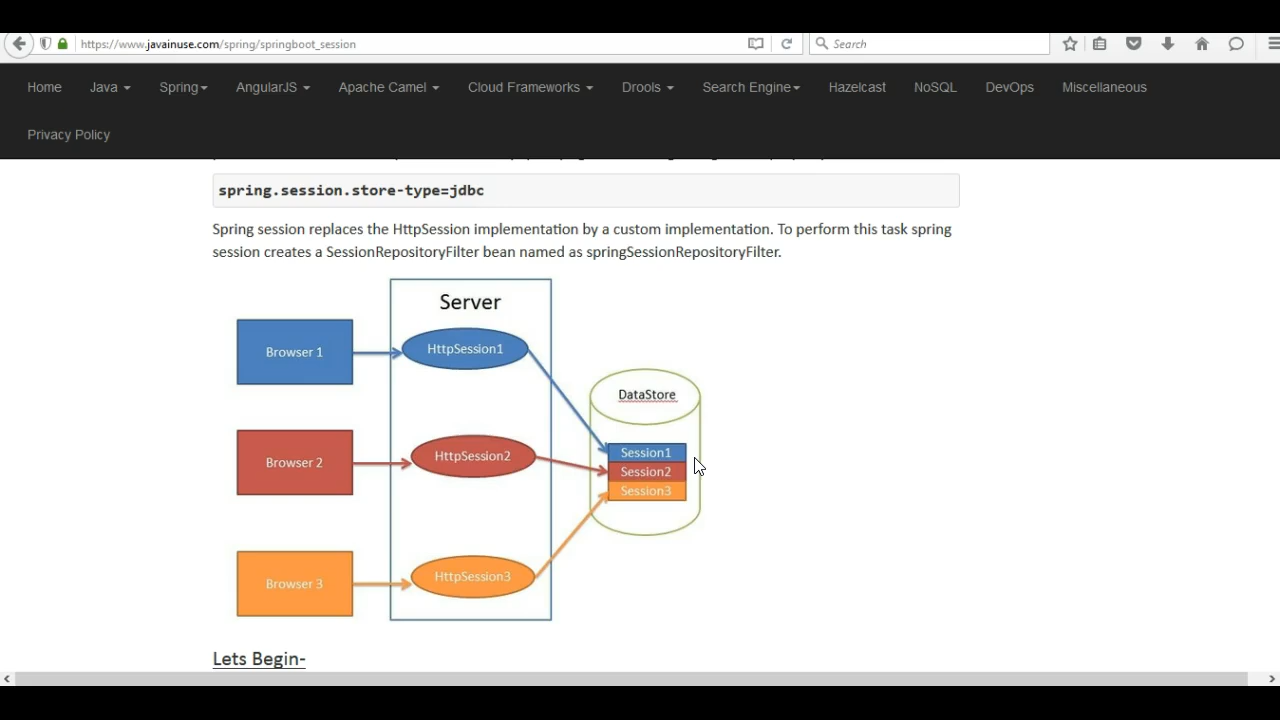 https://www.javainuse.com/spring/springboot_session
Search
Home
Java
Spring
AngularJS
Apache Camel
Cloud Frameworks
Drools
Search Engine
Hazelcast
NoSQL
DevOps
Miscellaneous
Privacy Policy
spring.session.store-type=jdbc
Spring session replaces the HttpSession implementation by a custom implementation. To perform this task spring
session creates a SessionRepositoryFilter bean named as springSessionRepositoryFilter.
Server
Browser 1
HttpSession1
DataStore
Browser 2
HttpSession2
Session1
Session2
Session3
Browser 3
HttpSession3
Lets Begin-